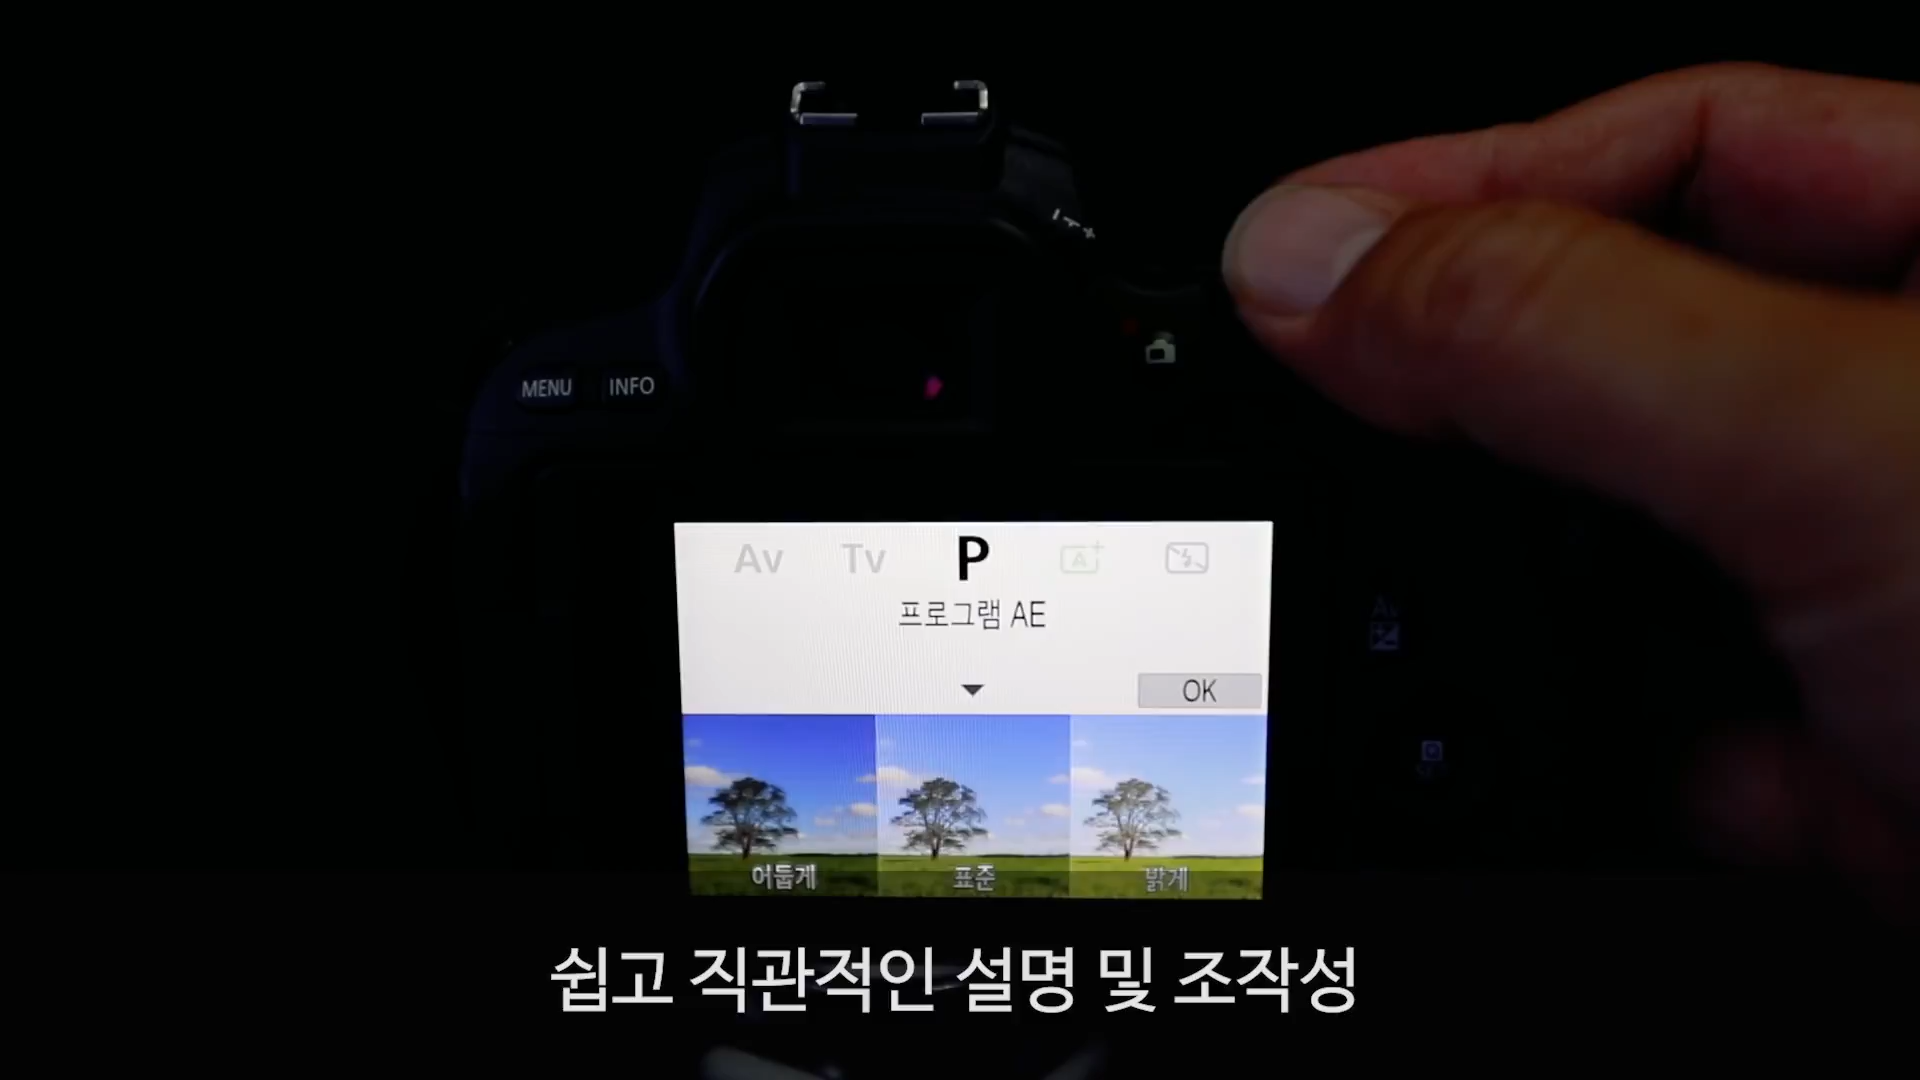 MENU INFO
Av Tv P A+
프로그램 AE
OK
어둡게 표준 밝게
쉽고 직관적인 설명 및 조작성